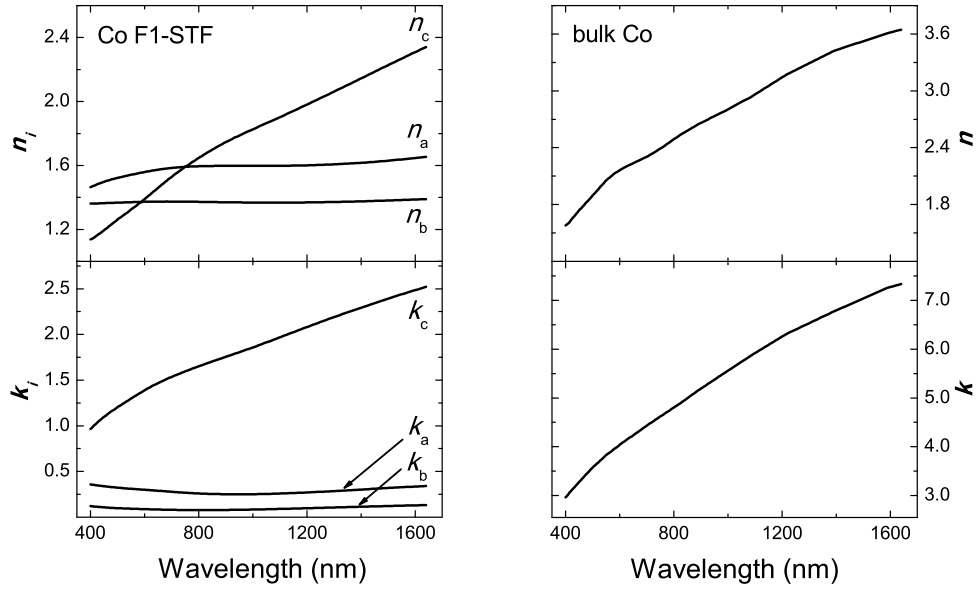 Co F1-STF
n_c
n_a
n_b
2.4
2.0
1.6
1.2
n_i
bulk Co
3.6
3.0
2.4
1.8
n
2.5
2.0
1.5
1.0
0.5
k_i
k_c
k_a
k_b
7.0
6.0
5.0
4.0
3.0
k
400 800 1200 1600
Wavelength (nm)
400 800 1200 1600
Wavelength (nm)